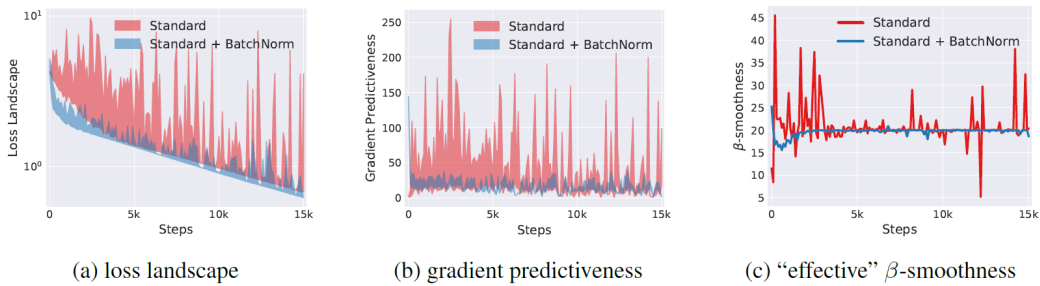 Loss Landscape
10¹
10⁰
Standard
Standard + BatchNorm
0 5k 10k 15k
Steps
(a) loss landscape
Gradient Predictiveness
250
200
150
100
50
0
Standard
Standard + BatchNorm
0 5k 10k 15k
Steps
(b) gradient predictiveness
β-smoothness
45
40
35
30
25
20
15
10
5
Standard
Standard + BatchNorm
0 5k 10k 15k
Steps
(c) “effective” β-smoothness